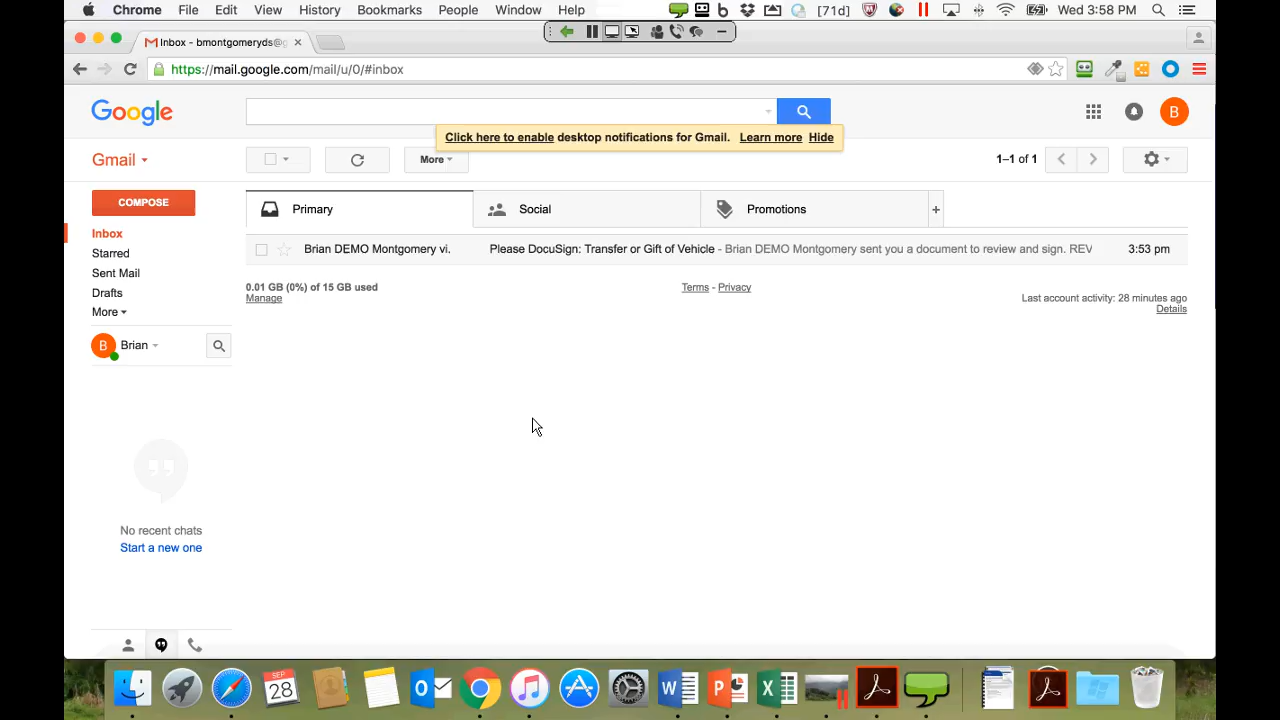 Chrome File Edit View History Bookmarks People Window Help [71d] Wed 3:58 PM
Inbox - bmontgomeryds@g
https://mail.google.com/mail/u/0/#inbox
Google
B
Click here to enable desktop notifications for Gmail. Learn more Hide
Gmail
More
1–1 of 1
COMPOSE
Primary
Social
Promotions
+
Inbox
Starred
Sent Mail
Drafts
More
Brian DEMO Montgomery vi. Please DocuSign: Transfer or Gift of Vehicle - Brian DEMO Montgomery sent you a document to review and sign. REV 3:53 pm
0.01 GB (0%) of 15 GB used
Manage
Terms - Privacy
Last account activity: 28 minutes ago
Details
B Brian
No recent chats
Start a new one
SEP
28